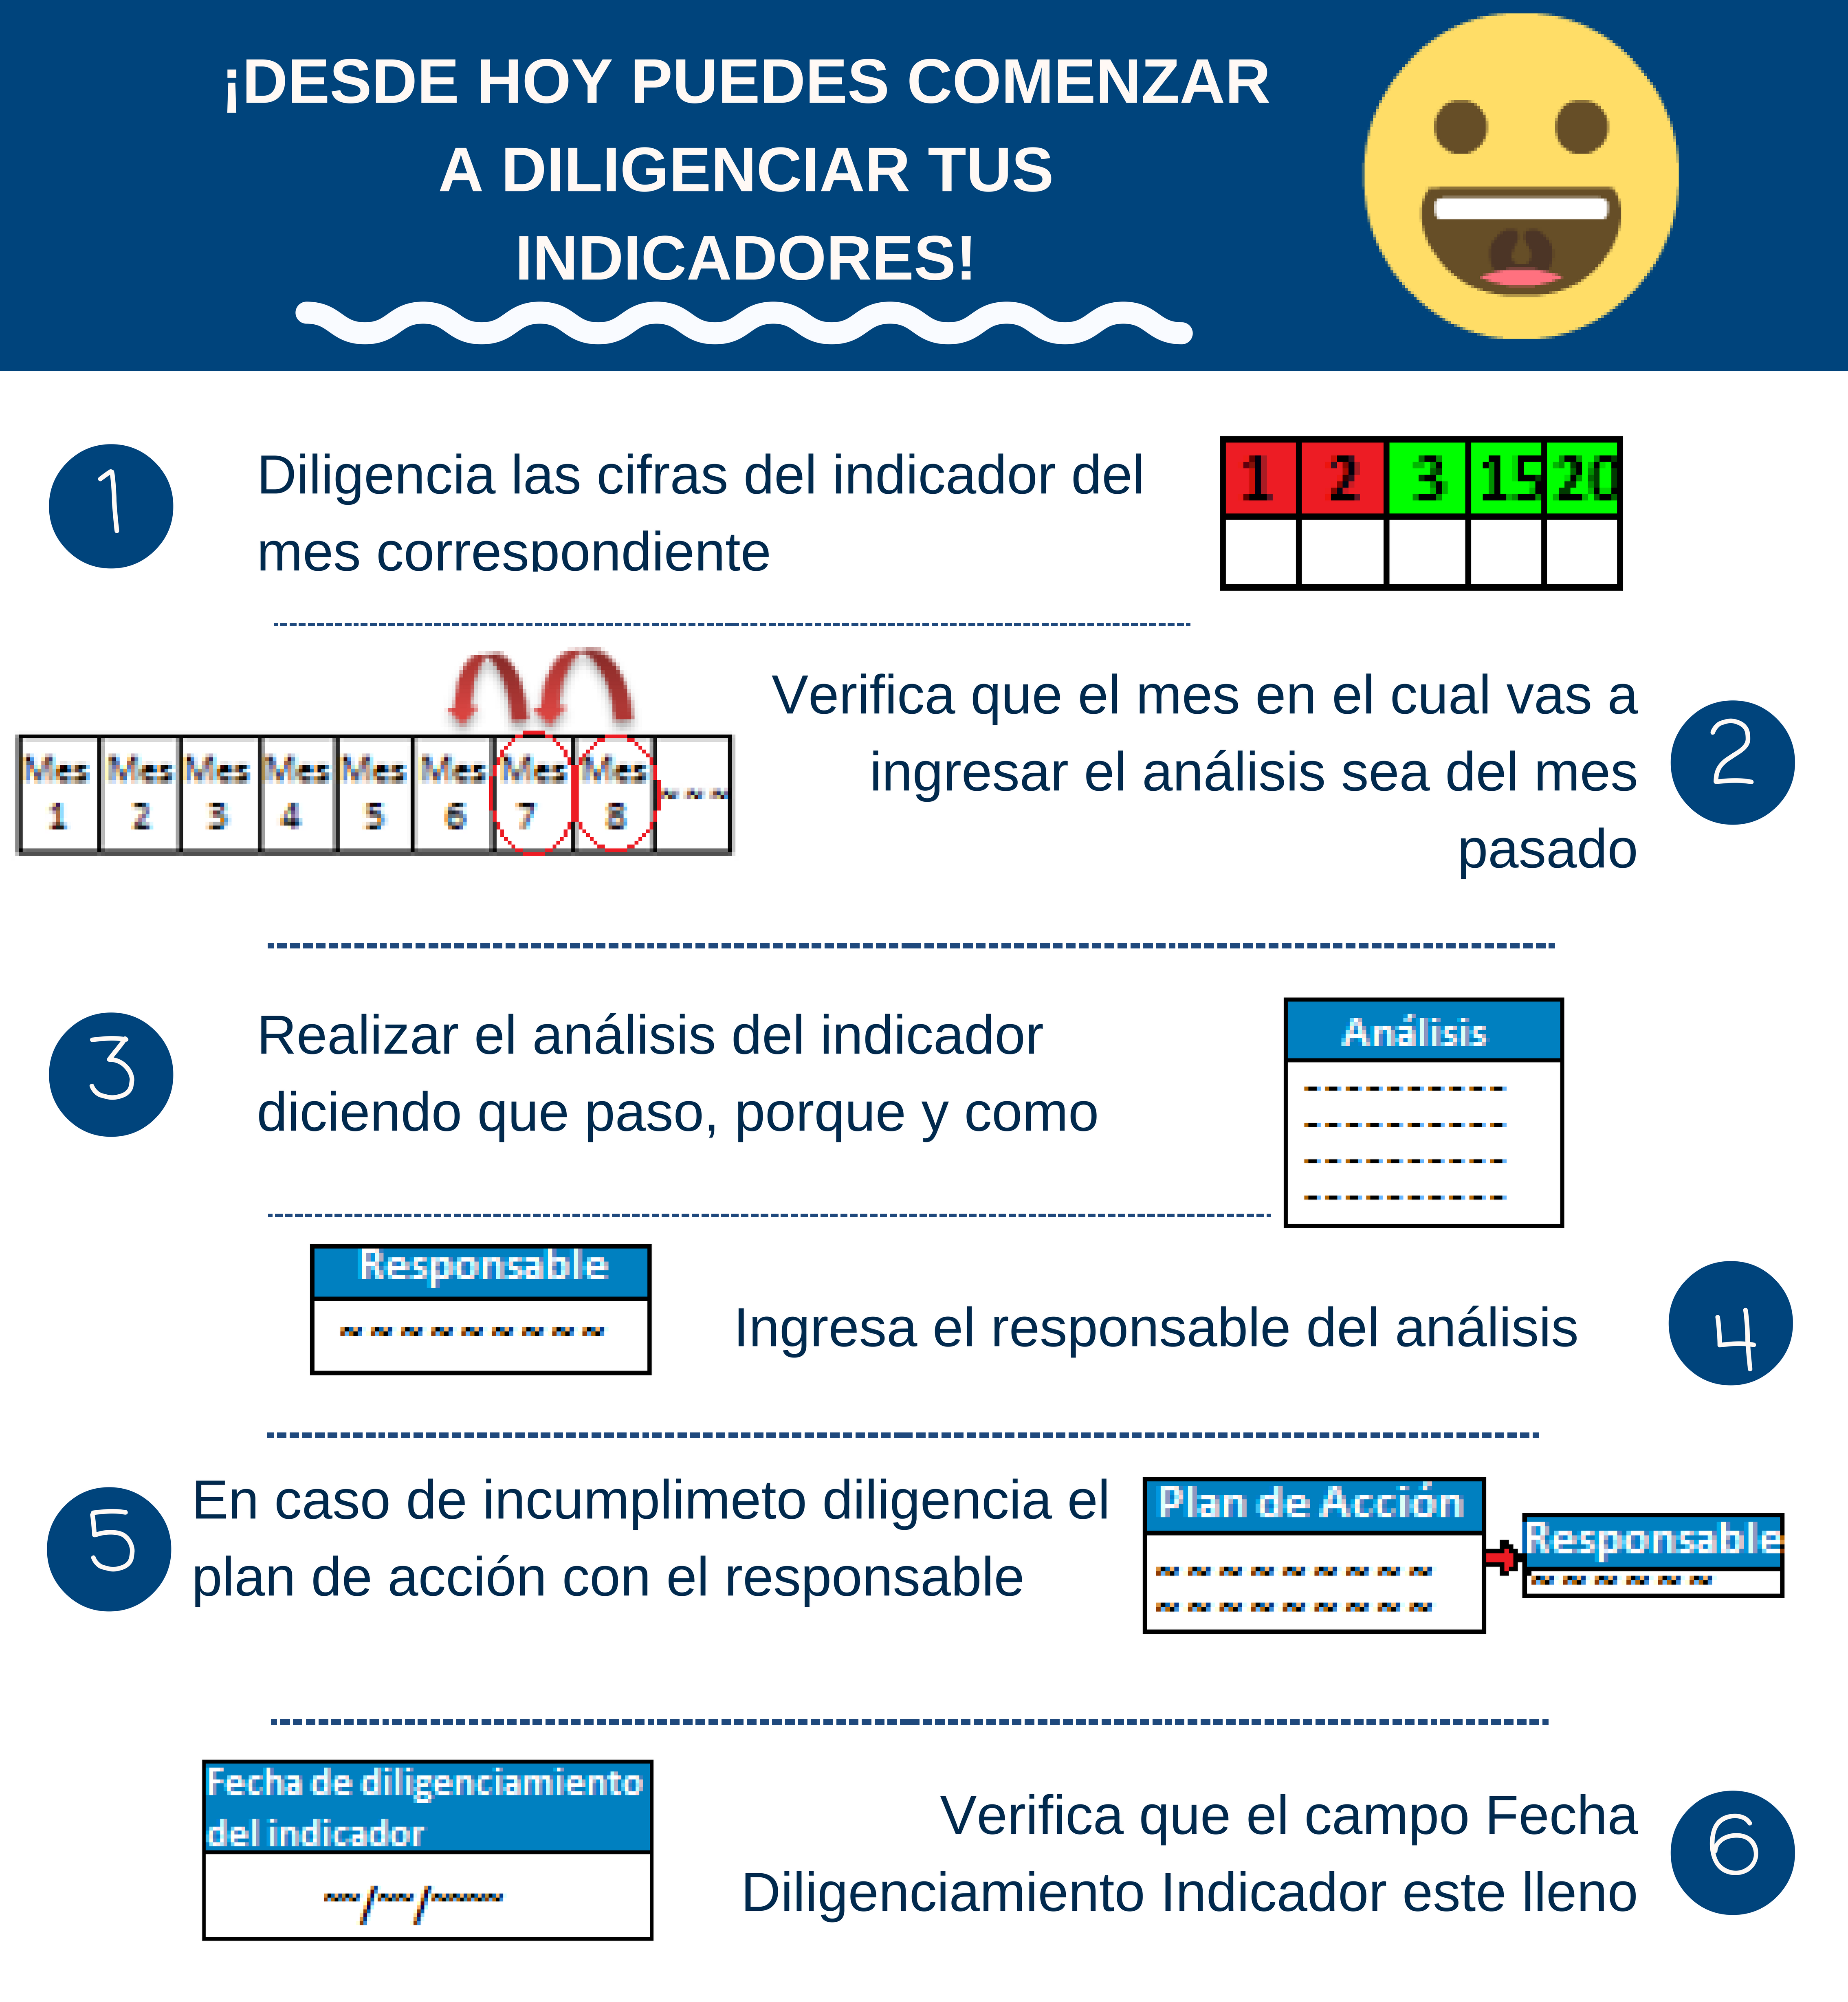 ¡DESDE HOY PUEDES COMENZAR
A DILIGENCIAR TUS
INDICADORES!
1
Diligencia las cifras del indicador del
mes correspondiente
1 2 3 15 20
Mes 1 Mes 2 Mes 3 Mes 4 Mes 5 Mes 6 Mes 7 Mes 8 ~~~
Verifica que el mes en el cual vas a
ingresar el análisis sea del mes
pasado
2
3
Realizar el análisis del indicador
diciendo que paso, porque y como
Análisis
----------
----------
----------
----------
Responsable
~~~~~~~~~
Ingresa el responsable del análisis
4
5
En caso de incumplimeto diligencia el
plan de acción con el responsable
Plan de Acción
~~~~~~~~~
~~~~~~~~~
Responsable
~~~~~~
Fecha de diligenciamiento
del indicador
~~/~~/~~~~
Verifica que el campo Fecha
Diligenciamiento Indicador este lleno
6